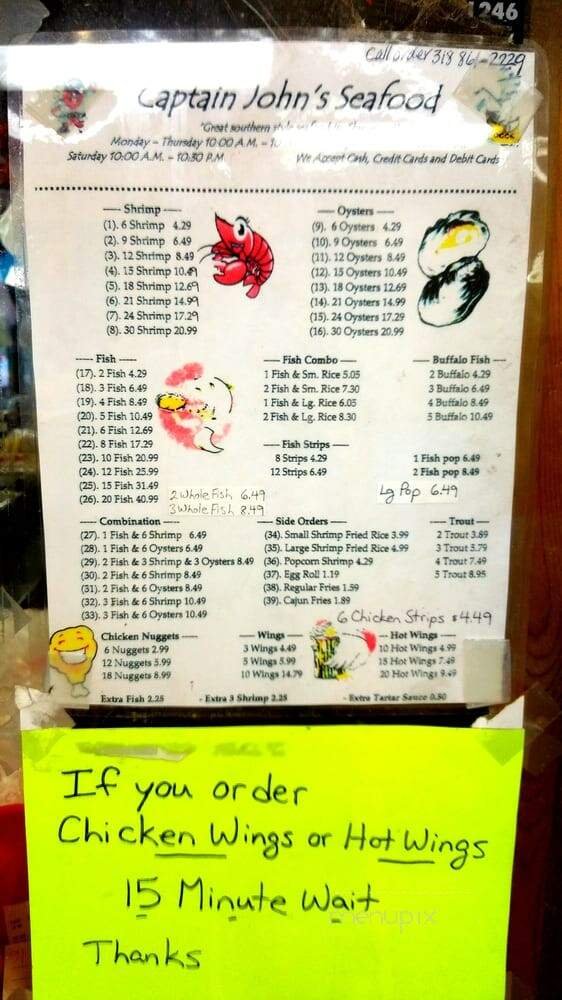 1246
Call order 318 861-2229
Captain John's Seafood
"Great southern style
Monday - Thursday 10:00 A.M. - 10
Saturday 10:00 A.M. - 10:30 P.M
We Accept Cash, Credit Cards and Debit Cards
----- Shrimp -----
(1). 6 Shrimp 4.29
(2). 9 Shrimp 6.49
(3). 12 Shrimp 8.49
(4). 15 Shrimp 10.49
(5). 18 Shrimp 12.69
(6). 21 Shrimp 14.99
(7). 24 Shrimp 17.29
(8). 30 Shrimp 20.99
----- Oysters -----
(9). 6 Oysters 4.29
(10). 9 Oysters 6.49
(11). 12 Oysters 8.49
(12). 15 Oysters 10.49
(13). 18 Oysters 12.69
(14). 21 Oysters 14.99
(15). 24 Oysters 17.29
(16). 30 Oysters 20.99
----- Fish -----
(17). 2 Fish 4.29
(18). 3 Fish 6.49
(19). 4 Fish 8.49
(20). 5 Fish 10.49
(21). 6 Fish 12.69
(22). 8 Fish 17.29
(23). 10 Fish 20.99
(24). 12 Fish 25.99
(25). 15 Fish 31.49
(26). 20 Fish 40.99
2 Whole Fish 6.49
3 Whole Fish 8.49
----- Fish Combo -----
1 Fish & Sm. Rice 5.05
2 Fish & Sm. Rice 7.30
1 Fish & Lg. Rice 6.05
2 Fish & Lg. Rice 8.30
----- Buffalo Fish -----
2 Buffalo 4.29
3 Buffalo 6.49
4 Buffalo 8.49
5 Buffalo 10.49
----- Fish Strips -----
8 Strips 4.29
12 Strips 6.49
1 Fish pop 6.49
2 Fish pop 8.49
Lg Pop 6.49
----- Combination -----
(27). 1 Fish & 6 Shrimp 6.49
(28). 1 Fish & 6 Oysters 6.49
(29). 2 Fish & 3 Shrimp & 3 Oysters 8.49
(30). 2 Fish & 6 Shrimp 8.49
(31). 2 Fish & 6 Oysters 8.49
(32). 3 Fish & 6 Shrimp 10.49
(33). 3 Fish & 6 Oysters 10.49
----- Side Orders -----
(34). Small Shrimp Fried Rice 3.99
(35). Large Shrimp Fried Rice 4.99
(36). Popcorn Shrimp 4.29
(37). Egg Roll 1.19
(38). Regular Fries 1.59
(39). Cajun Fries 1.89
----- Trout -----
2 Trout 3.89
3 Trout 5.79
4 Trout 7.49
5 Trout 8.95
6 Chicken Strips $4.49
Chicken Nuggets
6 Nuggets 2.99
12 Nuggets 5.99
18 Nuggets 8.99
----- Wings -----
3 Wings 4.49
5 Wings 5.99
10 Wings 14.79
-- Hot Wings ----
10 Hot Wings 4.99
15 Hot Wings 7.49
20 Hot Wings 9.49
Extra Fish 2.25 - Extra 3 Shrimp 2.25 - Extra Tartar Sauce 0.50
If you order
Chicken Wings or Hot Wings
15 Minute Wait
Thanks
menupix